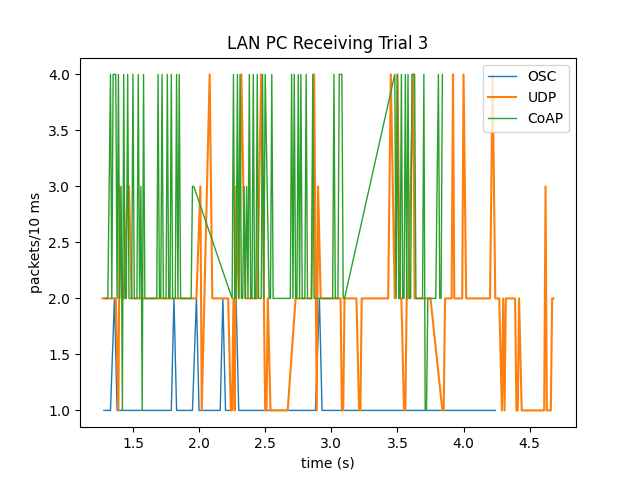 LAN PC Receiving Trial 3
OSC
UDP
CoAP
packets/10 ms
4.0
3.5
3.0
2.5
2.0
1.5
1.0
1.5 2.0 2.5 3.0 3.5 4.0 4.5
time (s)